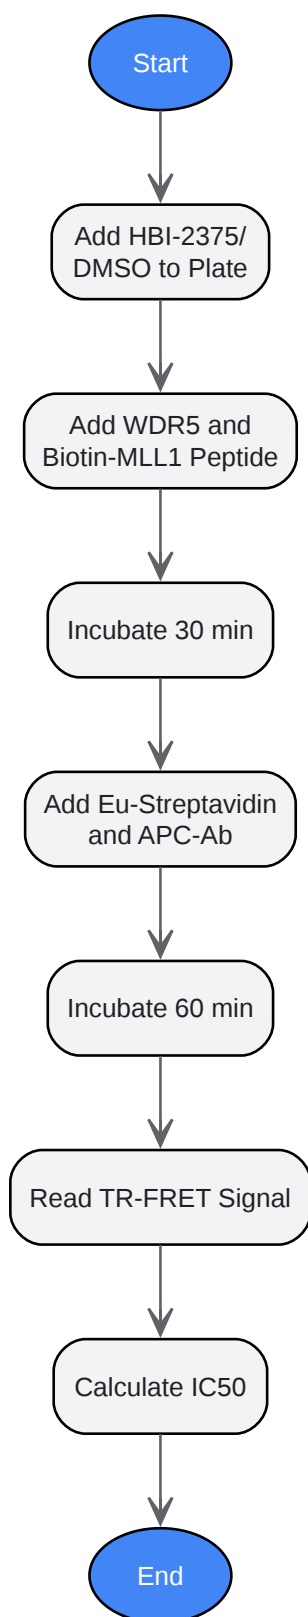 Start
Add HBI-2375/
DMSO to Plate
Add WDR5 and
Biotin-MLL1 Peptide
Incubate 30 min
Add Eu-Streptavidin
and APC-Ab
Incubate 60 min
Read TR-FRET Signal
Calculate IC50
End